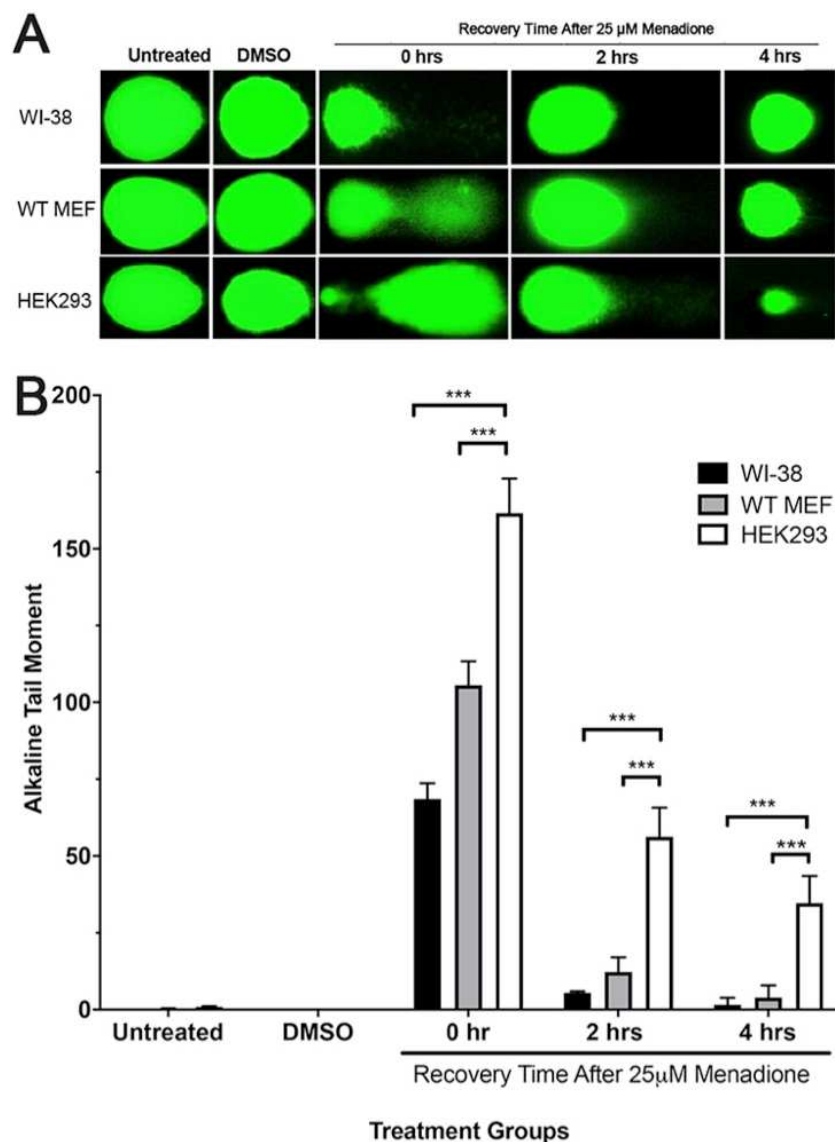 A
Recovery Time After 25 µM Menadione
Untreated DMSO 0 hrs 2 hrs 4 hrs
WI-38
WT MEF
HEK293
B
200
150
100
50
0
Alkaline Tail Moment
*** ***
*** ***
*** ***
WI-38
WT MEF
HEK293
Untreated DMSO 0 hr 2 hrs 4 hrs
Recovery Time After 25µM Menadione
Treatment Groups